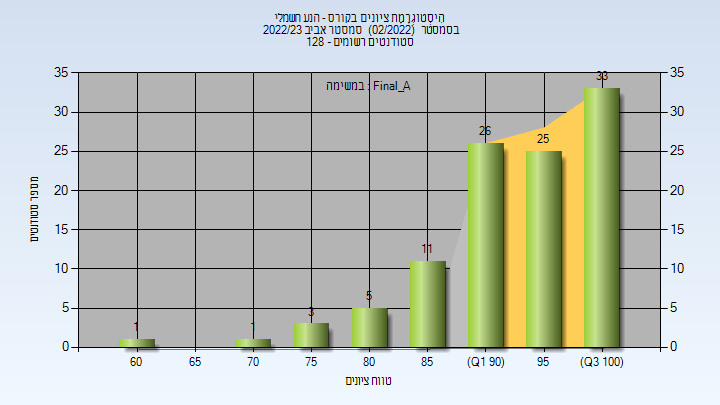 היסטוגרמת ציונים בקורס - הנע חשמלי
בסמסטר (02/2022) סמסטר אביב 2022/23
סטודנטים רשומים - 128
במשימה : Final_A
מספר סטודנטים
35 35
30 30
25 25
20 20
15 15
10 10
5 5
0 0
1 1 3 5 11 26 25 33
60 65 70 75 80 85 (Q1 90) 95 (Q3 100)
טווח ציונים